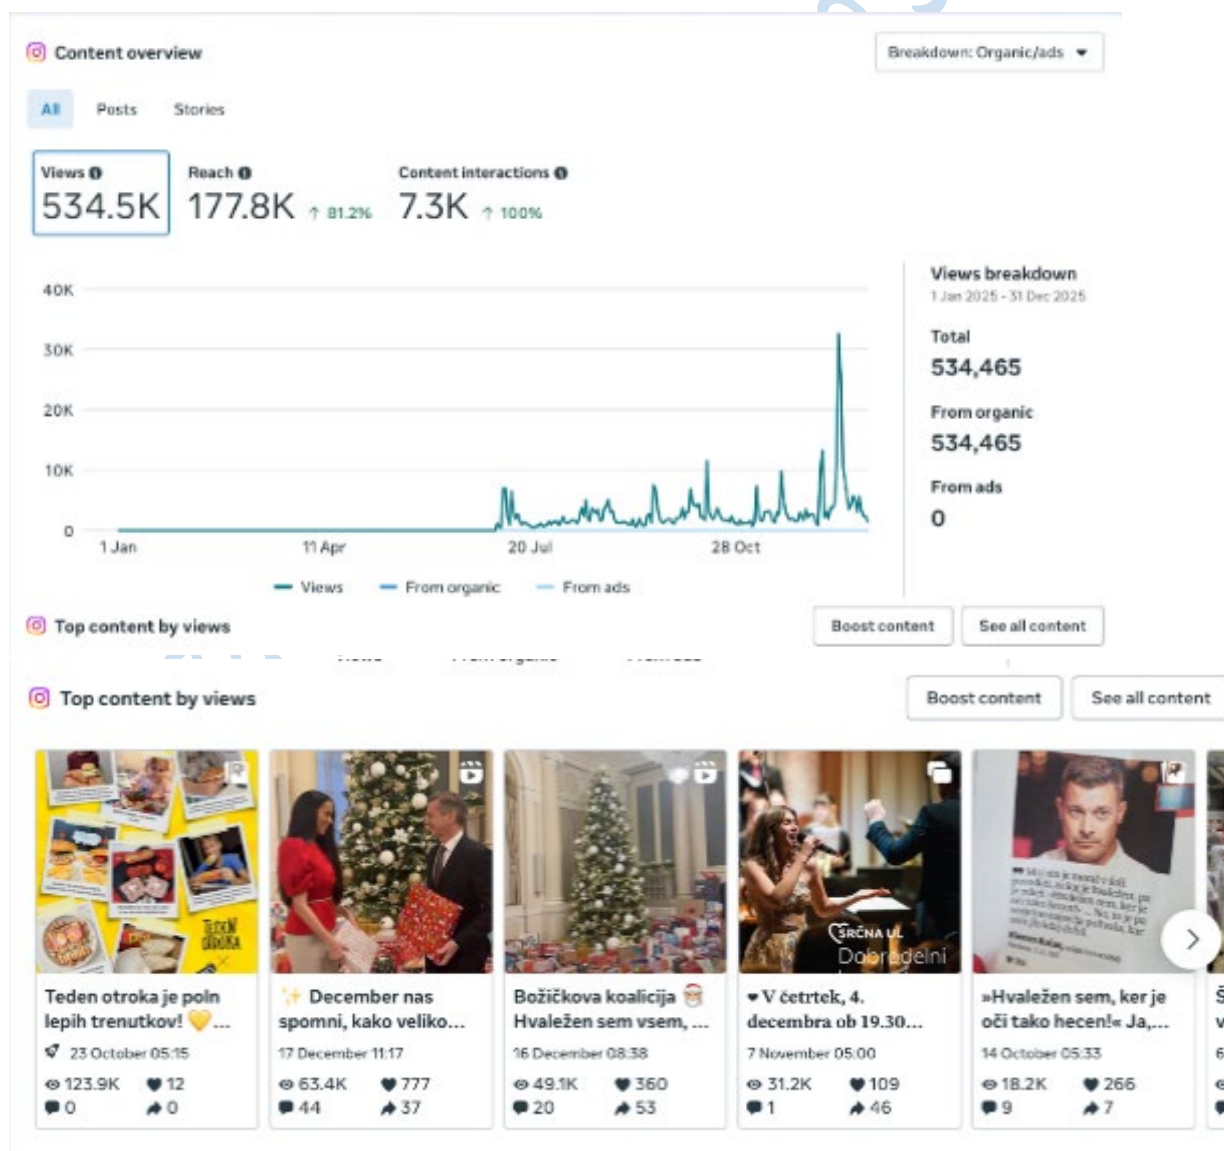 Content overview
Breakdown: Organic/ads
All Posts Stories
Views Reach Content interactions
534.5K 177.8K ↑ 81.2% 7.3K ↑ 100%
40K
30K
20K
10K
0
1 Jan 11 Apr 20 Jul 28 Oct
Views From organic From ads
Views breakdown
1 Jan 2025 - 31 Dec 2025
Total
534,465
From organic
534,465
From ads
0
Top content by views
Boost content See all content
Top content by views
Boost content See all content
TEDEN
OTROKA
SRČNA UL
Dobrodelni
Teden otroka je poln
lepih trenutkov! 💛...
23 October 05:15
123.9K 12
0 0
✨ December nas
spomni, kako veliko...
17 December 11:17
63.4K 777
44 37
Božičkova koalicija 🎅
Hvaležen sem vsem, ...
16 December 08:38
49.1K 360
20 53
♥ V četrtek, 4.
decembra ob 19.30...
7 November 05:00
31.2K 109
1 46
»Hvaležen sem, ker je
oči tako hecen!« Ja,...
14 October 05:33
18.2K 266
9 7